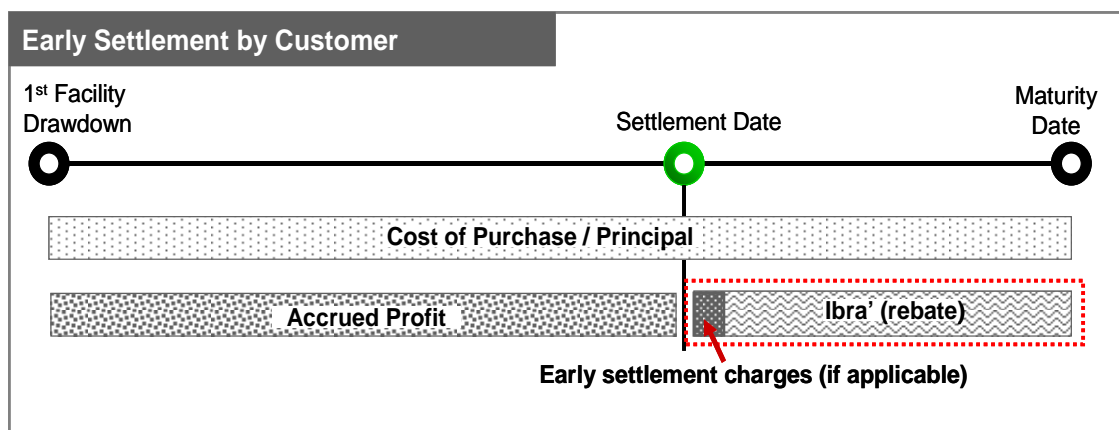 Early Settlement by Customer
1st Facility
Drawdown
Settlement Date
Maturity
Date
Cost of Purchase / Principal
Accrued Profit
Ibra' (rebate)
Early settlement charges (if applicable)